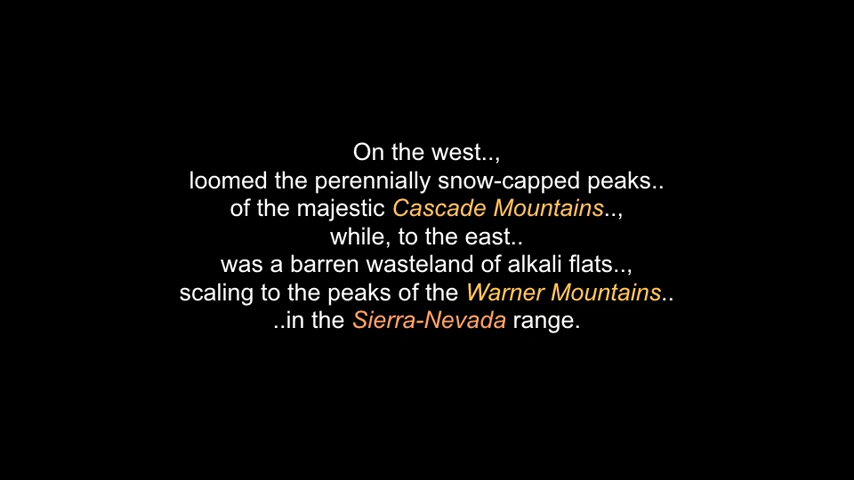 On the west..,
loomed the perennially snow-capped peaks..
of the majestic Cascade Mountains..,
while, to the east..
was a barren wasteland of alkali flats..,
scaling to the peaks of the Warner Mountains..
..in the Sierra-Nevada range.